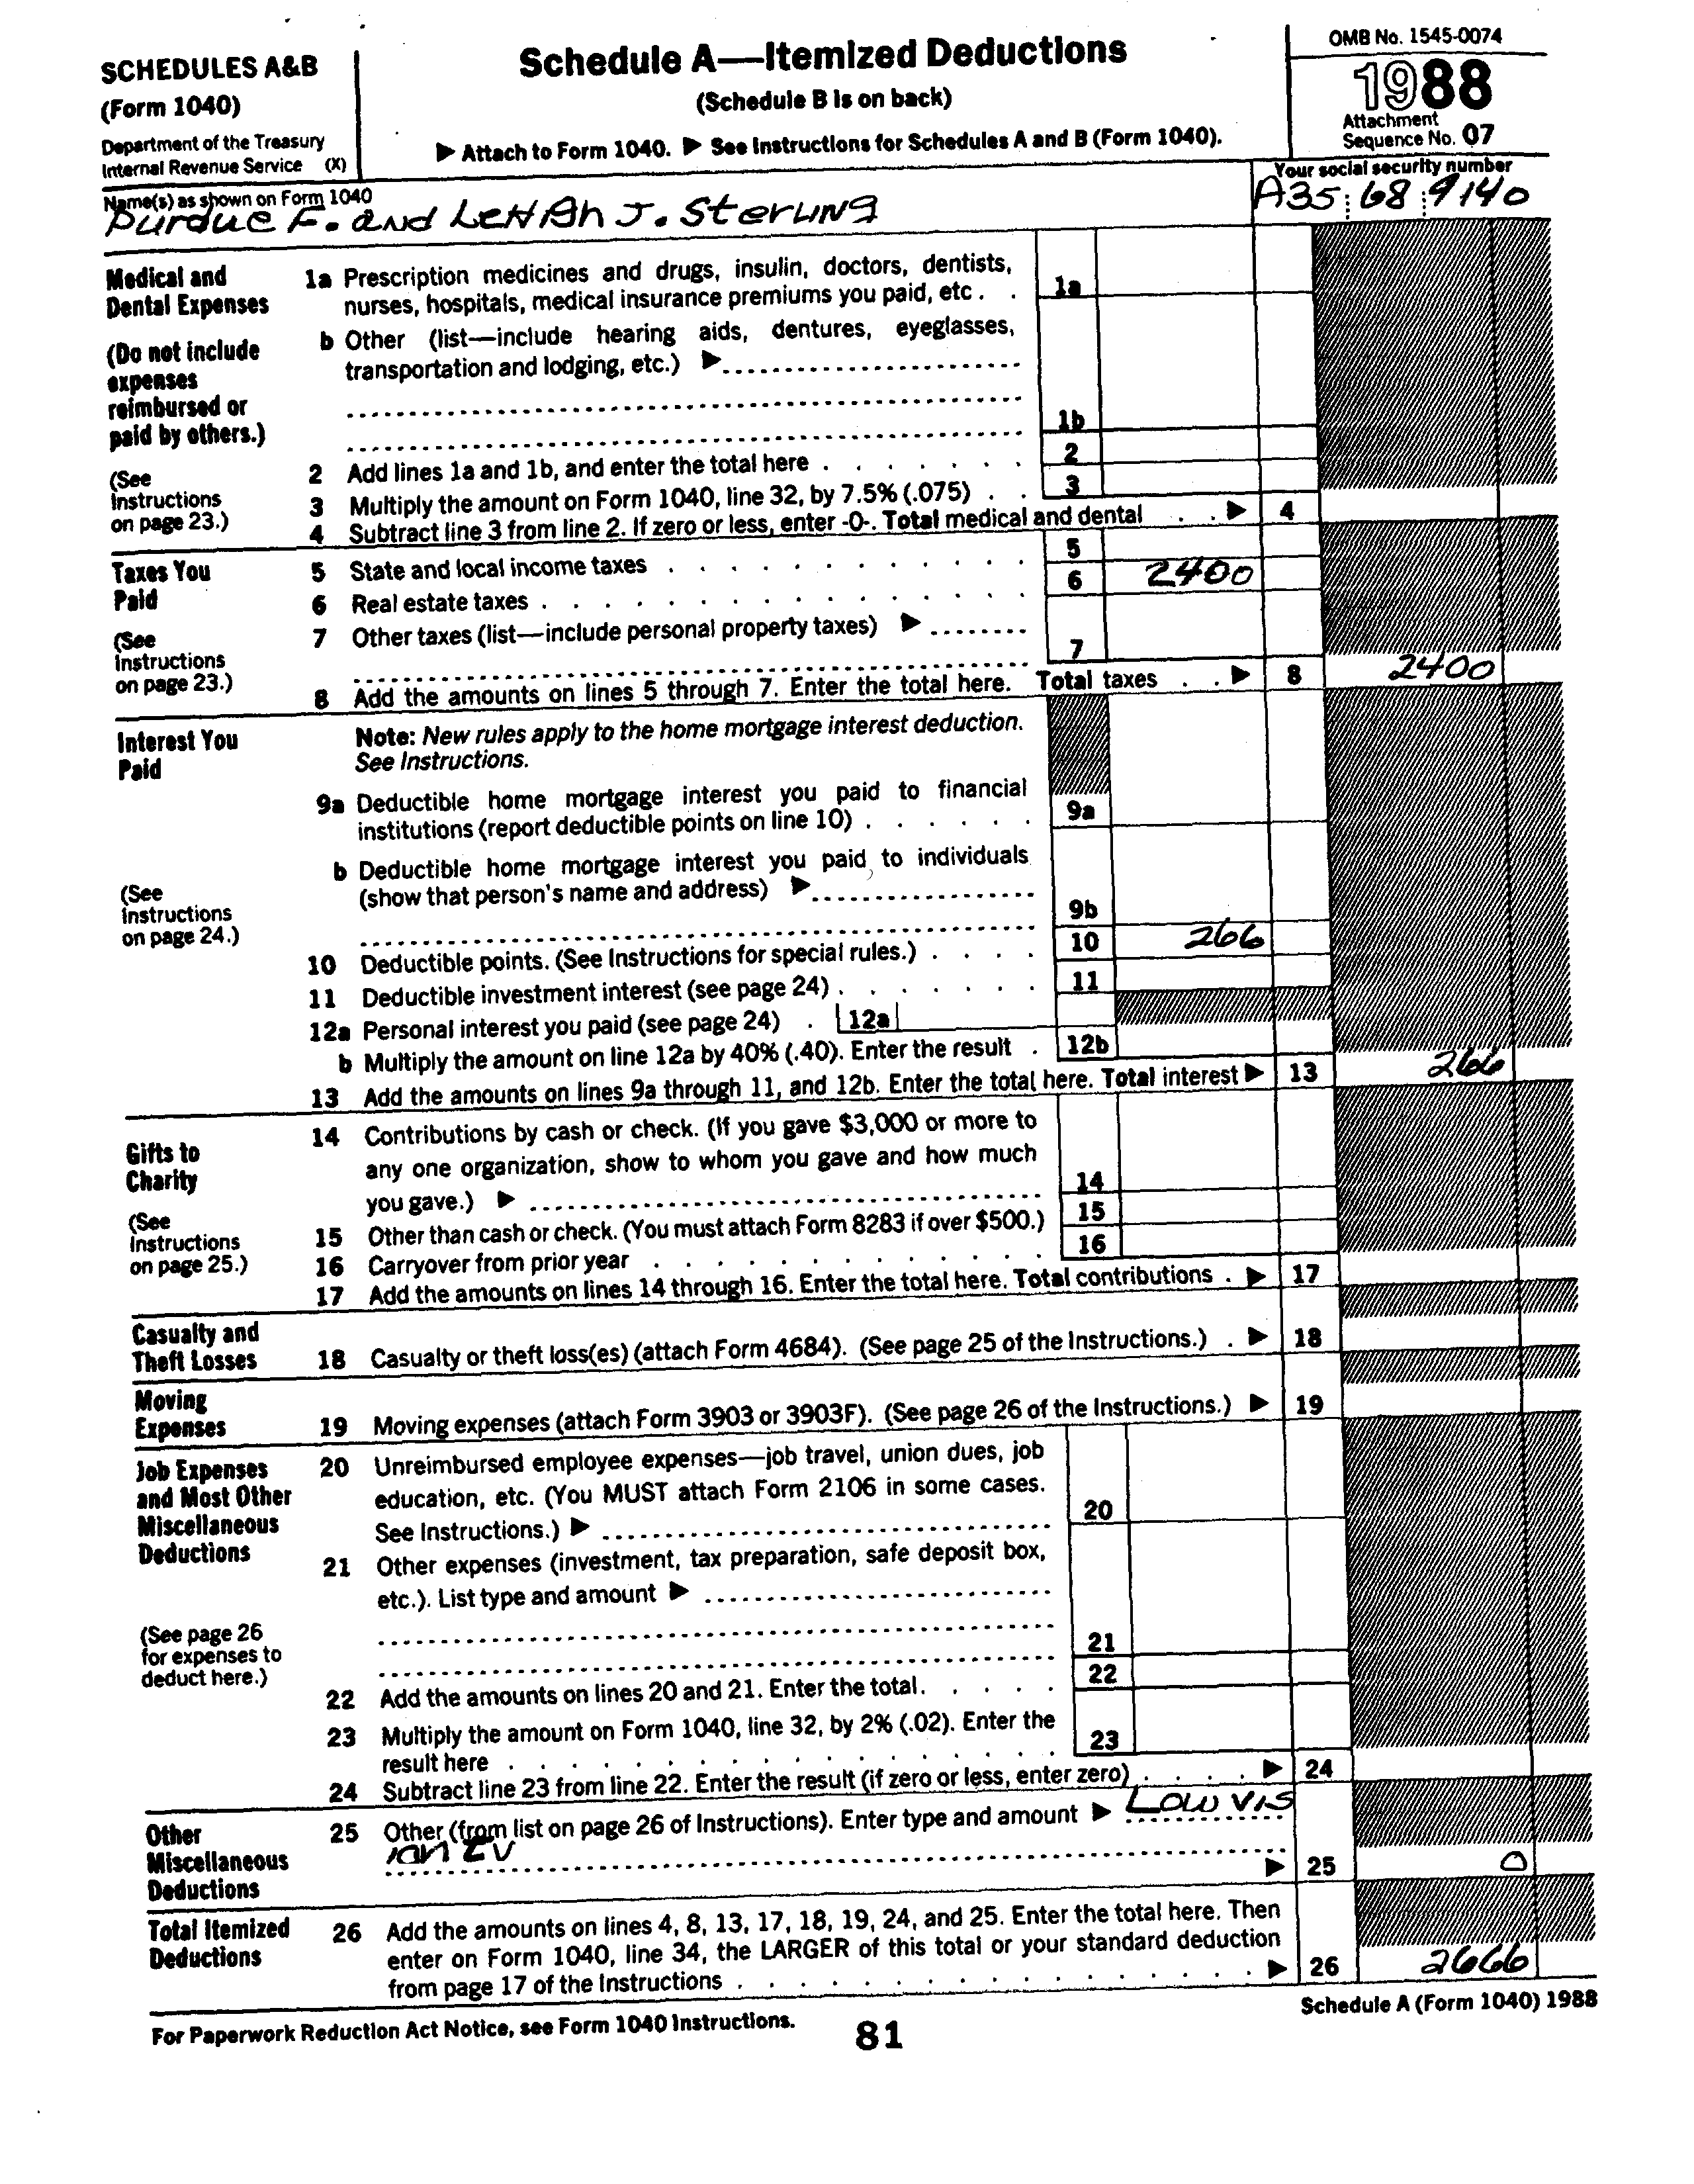 SCHEDULES A&B
(Form 1040)
Department of the Treasury
Internal Revenue Service (X)
Schedule A—Itemized Deductions
(Schedule B is on back)
▶ Attach to Form 1040. ▶ See Instructions for Schedules A and B (Form 1040).
OMB No. 1545-0074
1988
Attachment
Sequence No. 07
Name(s) as shown on Form 1040
Purdue F. and LeHAh J. Sterling
Your social security number
A35 68 9140
Medical and
Dental Expenses
(Do not include
expenses
reimbursed or
paid by others.)
(See
Instructions
on page 23.)
1a Prescription medicines and drugs, insulin, doctors, dentists,
nurses, hospitals, medical insurance premiums you paid, etc . . 1a
b Other (list—include hearing aids, dentures, eyeglasses,
transportation and lodging, etc.) ▶
1b
2 Add lines 1a and 1b, and enter the total here . . . . . . . 2
3 Multiply the amount on Form 1040, line 32, by 7.5% (.075) . . 3
4 Subtract line 3 from line 2. If zero or less, enter -0-. Total medical and dental . . ▶ 4
Taxes You
Paid
(See
Instructions
on page 23.)
5 State and local income taxes . . . . . . . . . . . . 5
6 Real estate taxes . . . . . . . . . . . . . . . . 6 2400
7 Other taxes (list—include personal property taxes) ▶
7
8 Add the amounts on lines 5 through 7. Enter the total here. Total taxes . . ▶ 8 2400
Interest You
Paid
(See
Instructions
on page 24.)
Note: New rules apply to the home mortgage interest deduction.
See Instructions.
9a Deductible home mortgage interest you paid to financial
institutions (report deductible points on line 10) . . . . . . 9a
b Deductible home mortgage interest you paid to individuals
(show that person's name and address) ▶
9b
10 Deductible points. (See Instructions for special rules.) . . . . 10 266
11 Deductible investment interest (see page 24) . . . . . . . 11
12a Personal interest you paid (see page 24) . 12a
b Multiply the amount on line 12a by 40% (.40). Enter the result . 12b
13 Add the amounts on lines 9a through 11, and 12b. Enter the total here. Total interest ▶ 13 266
Gifts to
Charity
(See
Instructions
on page 25.)
14 Contributions by cash or check. (If you gave $3,000 or more to
any one organization, show to whom you gave and how much
you gave.) ▶ 14
15 Other than cash or check. (You must attach Form 8283 if over $500.) 15
16 Carryover from prior year . . . . . . . . . . . . 16
17 Add the amounts on lines 14 through 16. Enter the total here. Total contributions . ▶ 17
Casualty and
Theft Losses
18 Casualty or theft loss(es) (attach Form 4684). (See page 25 of the Instructions.) . ▶ 18
Moving
Expenses
19 Moving expenses (attach Form 3903 or 3903F). (See page 26 of the Instructions.) ▶ 19
Job Expenses
and Most Other
Miscellaneous
Deductions
(See page 26
for expenses to
deduct here.)
20 Unreimbursed employee expenses—job travel, union dues, job
education, etc. (You MUST attach Form 2106 in some cases.
See Instructions.) ▶ 20
21 Other expenses (investment, tax preparation, safe deposit box,
etc.). List type and amount ▶
21
22 Add the amounts on lines 20 and 21. Enter the total. . . . . 22
23 Multiply the amount on Form 1040, line 32, by 2% (.02). Enter the
result here . . . . . . . . . . . . . . . . 23
24 Subtract line 23 from line 22. Enter the result (if zero or less, enter zero) . . . . ▶ 24
Other
Miscellaneous
Deductions
25 Other (from list on page 26 of Instructions). Enter type and amount ▶ Low VIS
ion EV
▶ 25 0
Total Itemized
Deductions
26 Add the amounts on lines 4, 8, 13, 17, 18, 19, 24, and 25. Enter the total here. Then
enter on Form 1040, line 34, the LARGER of this total or your standard deduction
from page 17 of the Instructions . . . . . . . . . . . . . . . ▶ 26 2666
For Paperwork Reduction Act Notice, see Form 1040 Instructions.
81
Schedule A (Form 1040) 1988